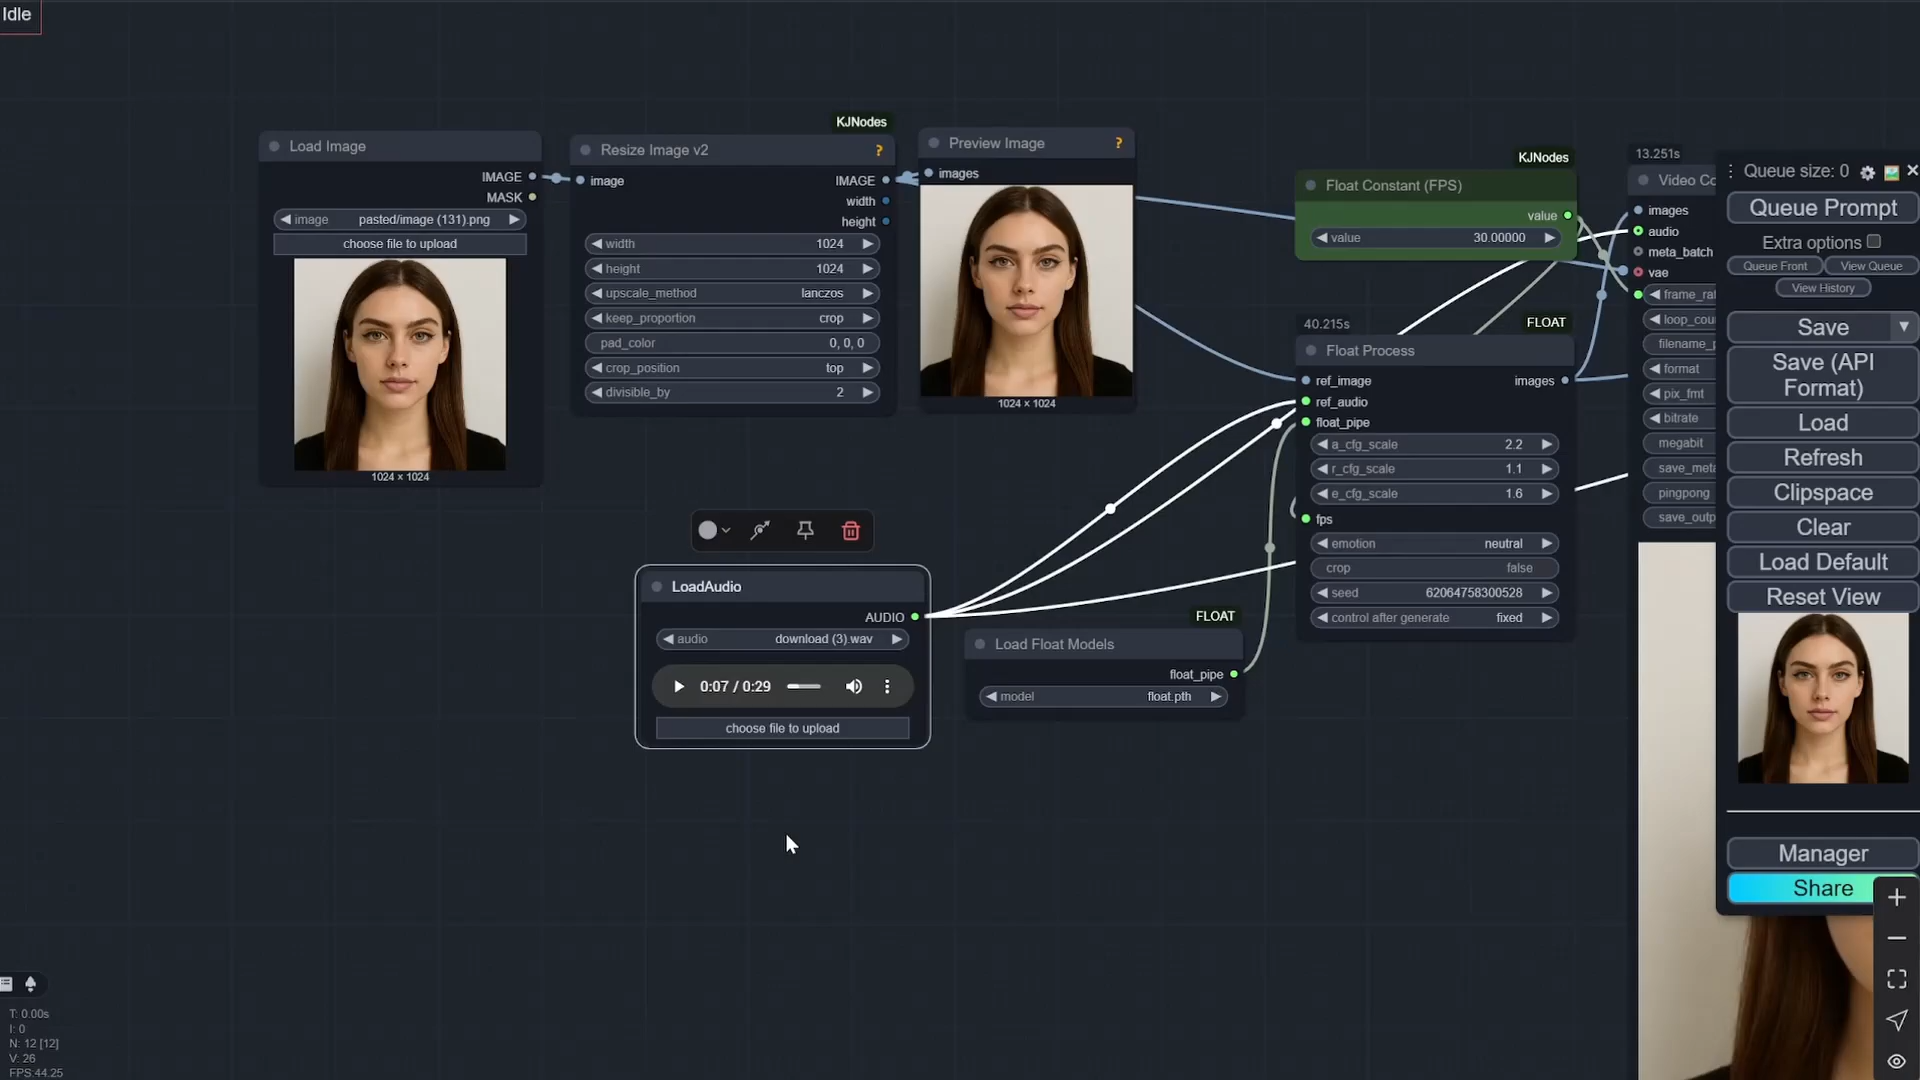 Idle
Load Image
IMAGE
MASK
image pasted/image (131).png
choose file to upload
1024 × 1024
KJNodes
Resize Image v2 ?
image IMAGE
width
height
width 1024
height 1024
upscale_method lanczos
keep_proportion crop
pad_color 0, 0, 0
crop_position top
divisible_by 2
Preview Image ?
images
1024 × 1024
LoadAudio
AUDIO
audio download (3).wav
0:07 / 0:29
choose file to upload
FLOAT
Load Float Models
float_pipe
model float.pth
KJNodes
Float Constant (FPS)
value
value 30.00000
40.215s FLOAT
Float Process
ref_image images
ref_audio
float_pipe
a_cfg_scale 2.2
r_cfg_scale 1.1
e_cfg_scale 1.6
fps
emotion neutral
crop false
seed 62064758300528
control after generate fixed
13.251s
Video Co
images
audio
meta_batch
vae
frame_rat
loop_cou
filename_p
format
pix_fmt
bitrate
megabit
save_meta
pingpong
save_outp
Queue size: 0
Queue Prompt
Extra options
Queue Front View Queue
View History
Save
Save (API
Format)
Load
Refresh
Clipspace
Clear
Load Default
Reset View
Manager
Share
T: 0.00s
I: 0
N: 12 [12]
V: 26
FPS:44.25